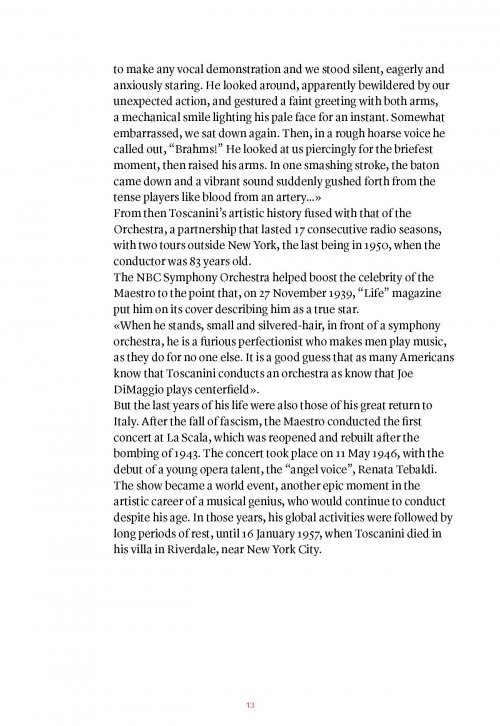 to make any vocal demonstration and we stood silent, eagerly and
anxiously staring. He looked around, apparently bewildered by our
unexpected action, and gestured a faint greeting with both arms,
a mechanical smile lighting his pale face for an instant. Somewhat
embarrassed, we sat down again. Then, in a rough hoarse voice he
called out, “Brahms!” He looked at us piercingly for the briefest
moment, then raised his arms. In one smashing stroke, the baton
came down and a vibrant sound suddenly gushed forth from the
tense players like blood from an artery...»
From then Toscanini’s artistic history fused with that of the
Orchestra, a partnership that lasted 17 consecutive radio seasons,
with two tours outside New York, the last being in 1950, when the
conductor was 83 years old.
The NBC Symphony Orchestra helped boost the celebrity of the
Maestro to the point that, on 27 November 1939, “Life” magazine
put him on its cover describing him as a true star.
«When he stands, small and silvered-hair, in front of a symphony
orchestra, he is a furious perfectionist who makes men play music,
as they do for no one else. It is a good guess that as many Americans
know that Toscanini conducts an orchestra as know that Joe
DiMaggio plays centerfield».
But the last years of his life were also those of his great return to
Italy. After the fall of fascism, the Maestro conducted the first
concert at La Scala, which was reopened and rebuilt after the
bombing of 1943. The concert took place on 11 May 1946, with the
debut of a young opera talent, the “angel voice”, Renata Tebaldi.
The show became a world event, another epic moment in the
artistic career of a musical genius, who would continue to conduct
despite his age. In those years, his global activities were followed by
long periods of rest, until 16 January 1957, when Toscanini died in
his villa in Riverdale, near New York City.
13